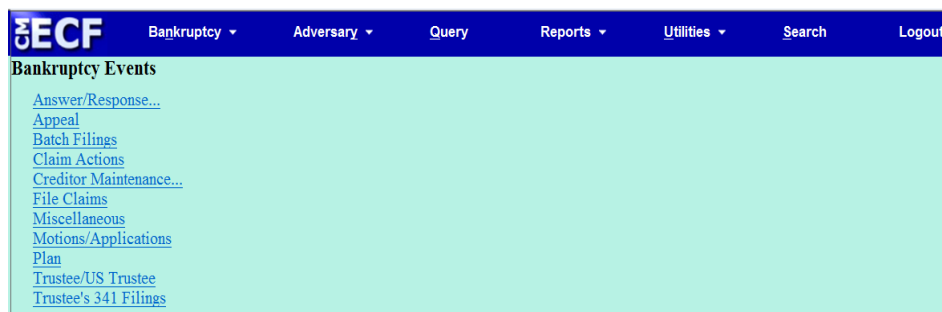 CM ECF Bankruptcy Adversary Query Reports Utilities Search Logout
Bankruptcy Events
Answer/Response...
Appeal
Batch Filings
Claim Actions
Creditor Maintenance...
File Claims
Miscellaneous
Motions/Applications
Plan
Trustee/US Trustee
Trustee's 341 Filings